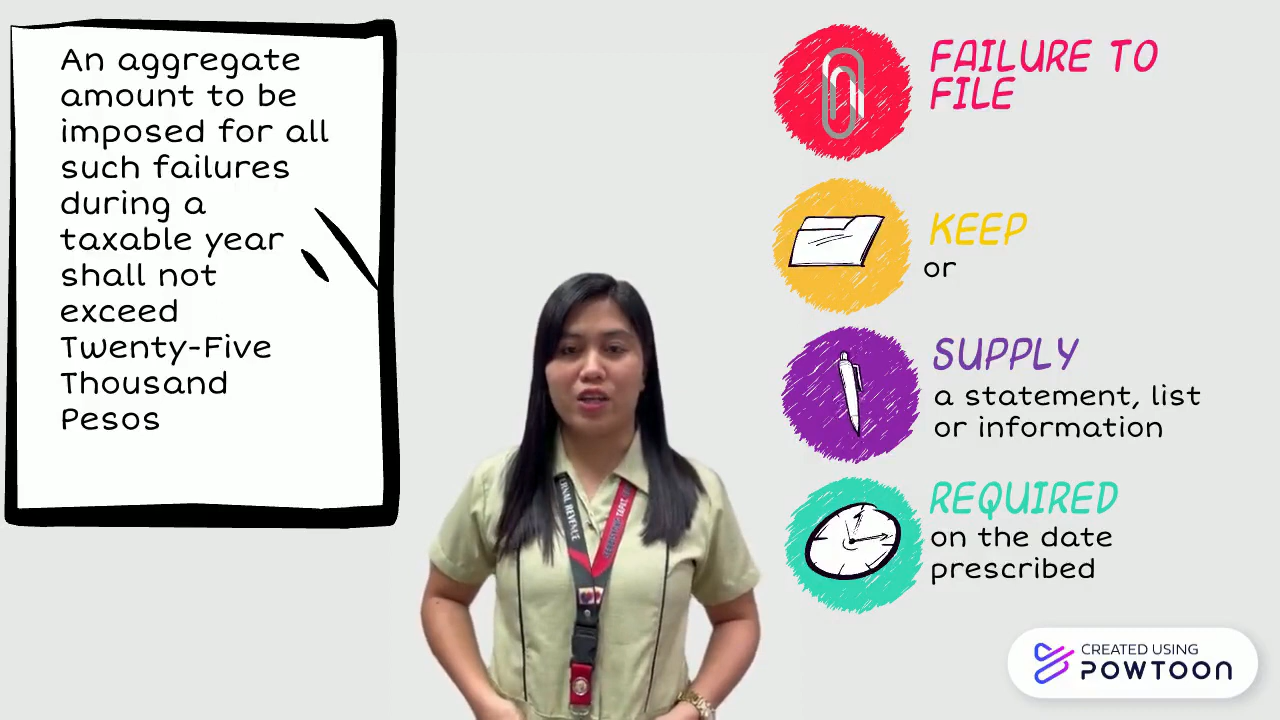 An aggregate
amount to be
imposed for all
such failures
during a
taxable year
shall not
exceed
Twenty-Five
Thousand
Pesos
FAILURE TO
FILE
KEEP
or
SUPPLY
a statement, list
or information
REQUIRED
on the date
prescribed
REVENUE
CREATED USING
POWTOON